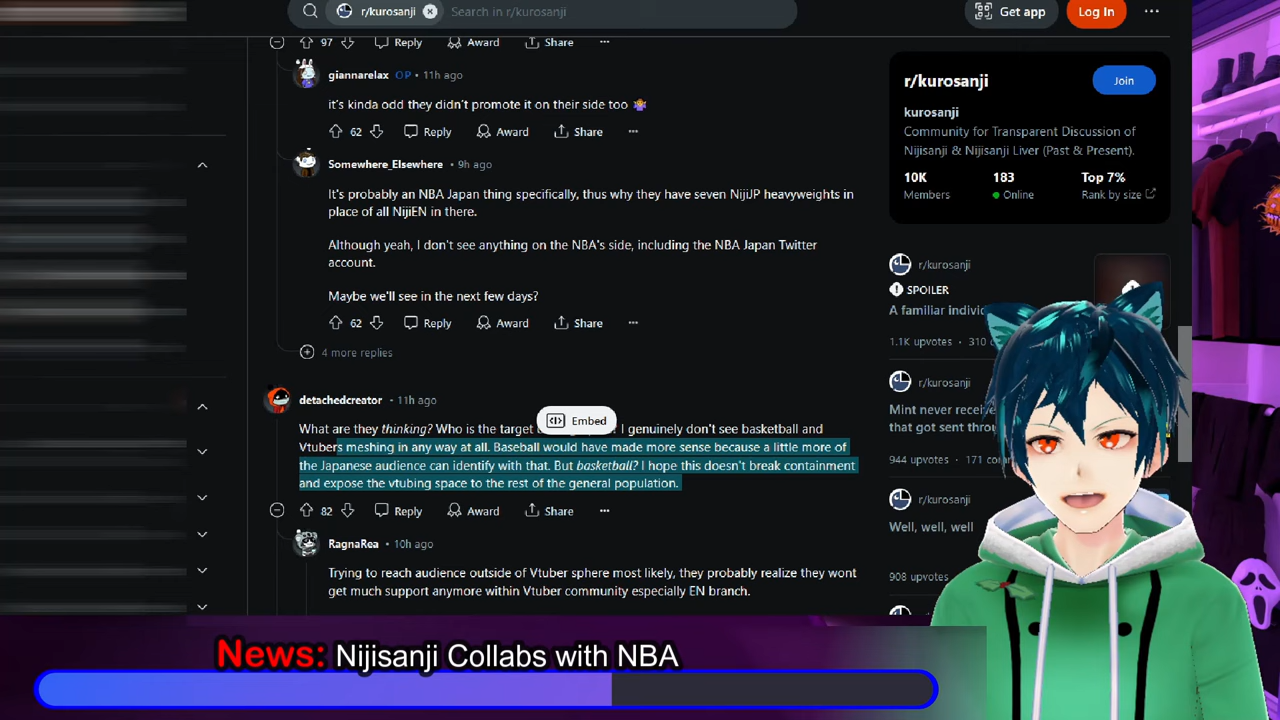 r/kurosanji
Search in r/kurosanji
Get app
Log In
97
Reply
Award
Share
giannarelax OP • 11h ago
it's kinda odd they didn't promote it on their side too
62
Reply
Award
Share
Somewhere_Elsewhere • 9h ago
It's probably an NBA Japan thing specifically, thus why they have seven NijiJP heavyweights in
place of all NijiEN in there.
Although yeah, I don't see anything on the NBA's side, including the NBA Japan Twitter
account.
Maybe we'll see in the next few days?
62
Reply
Award
Share
4 more replies
detachedcreator • 11h ago
Embed
What are they thinking? Who is the target I genuinely don't see basketball and
Vtubers meshing in any way at all. Baseball would have made more sense because a little more of
the Japanese audience can identify with that. But basketball? I hope this doesn't break containment
and expose the vtubing space to the rest of the general population.
82
Reply
Award
Share
RagnaRea • 10h ago
Trying to reach audience outside of Vtuber sphere most likely, they probably realize they wont
get much support anymore within Vtuber community especially EN branch.
r/kurosanji
Join
kurosanji
Community for Transparent Discussion of
Nijisanji & Nijisanji Liver (Past & Present).
10K
183
Top 7%
Members
Online
Rank by size
r/kurosanji
SPOILER
A familiar
1.1K upvotes • 310
r/kurosanji
Mint never
that got sent
944 upvotes • 171
r/kurosanji
Well, well, well
908 upvotes
News: Nijisanji Collabs with NBA